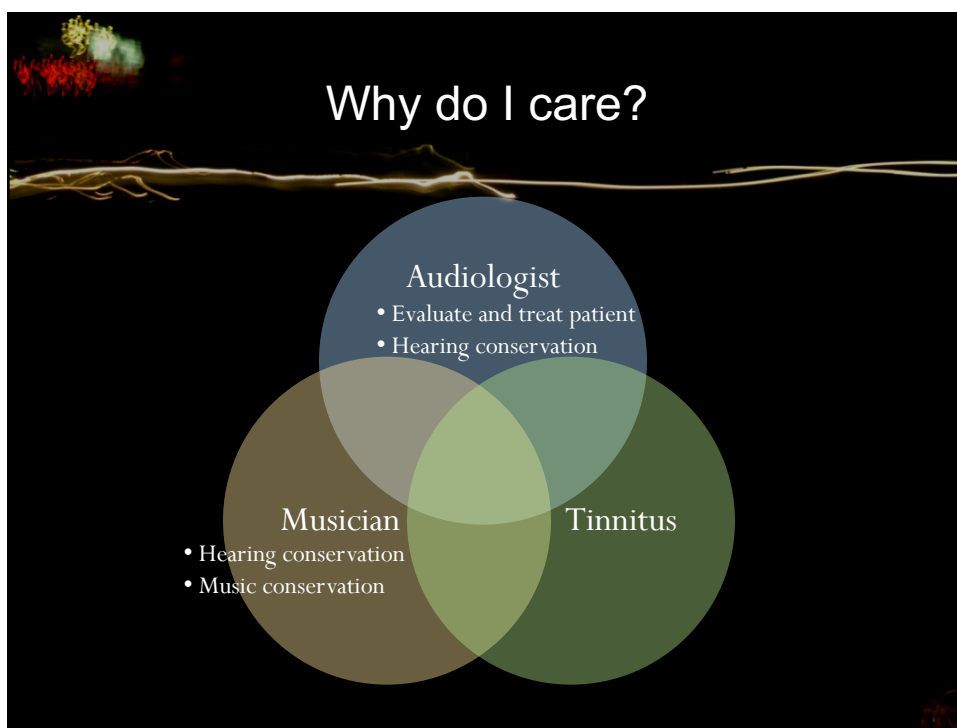 Why do I care?
Audiologist
• Evaluate and treat patient
• Hearing conservation
Musician
• Hearing conservation
• Music conservation
Tinnitus